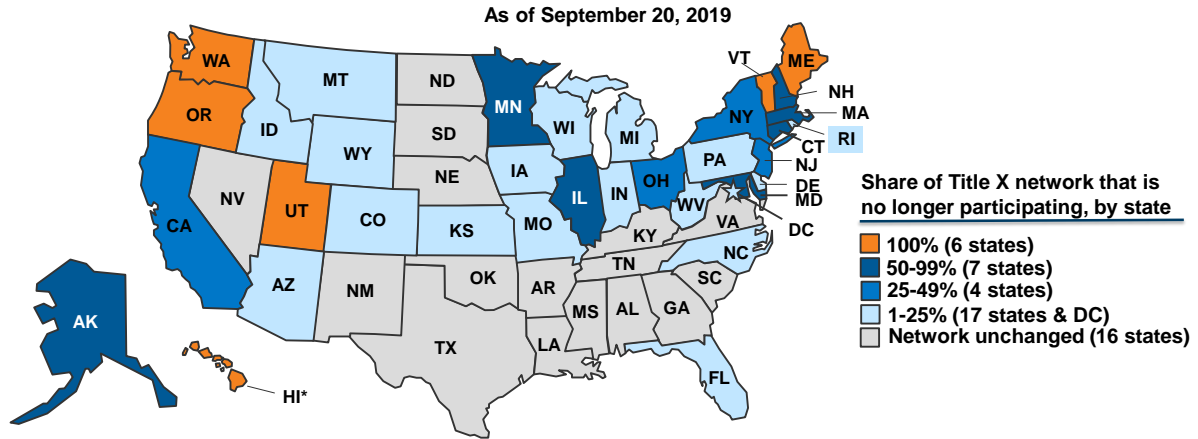 As of September 20, 2019
WA
MT
ND
MN
VT
ME
OR
ID
SD
WI
MI
NY
NH
MA
RI
CT
WY
NE
IA
PA
NJ
NV
UT
CO
KS
MO
IL
IN
OH
WV
DE
MD
DC
VA
CA
KY
NC
AZ
NM
OK
AR
TN
SC
MS
AL
GA
TX
LA
FL
AK
HI*
Share of Title X network that is
no longer participating, by state
100% (6 states)
50-99% (7 states)
25-49% (4 states)
1-25% (17 states & DC)
Network unchanged (16 states)